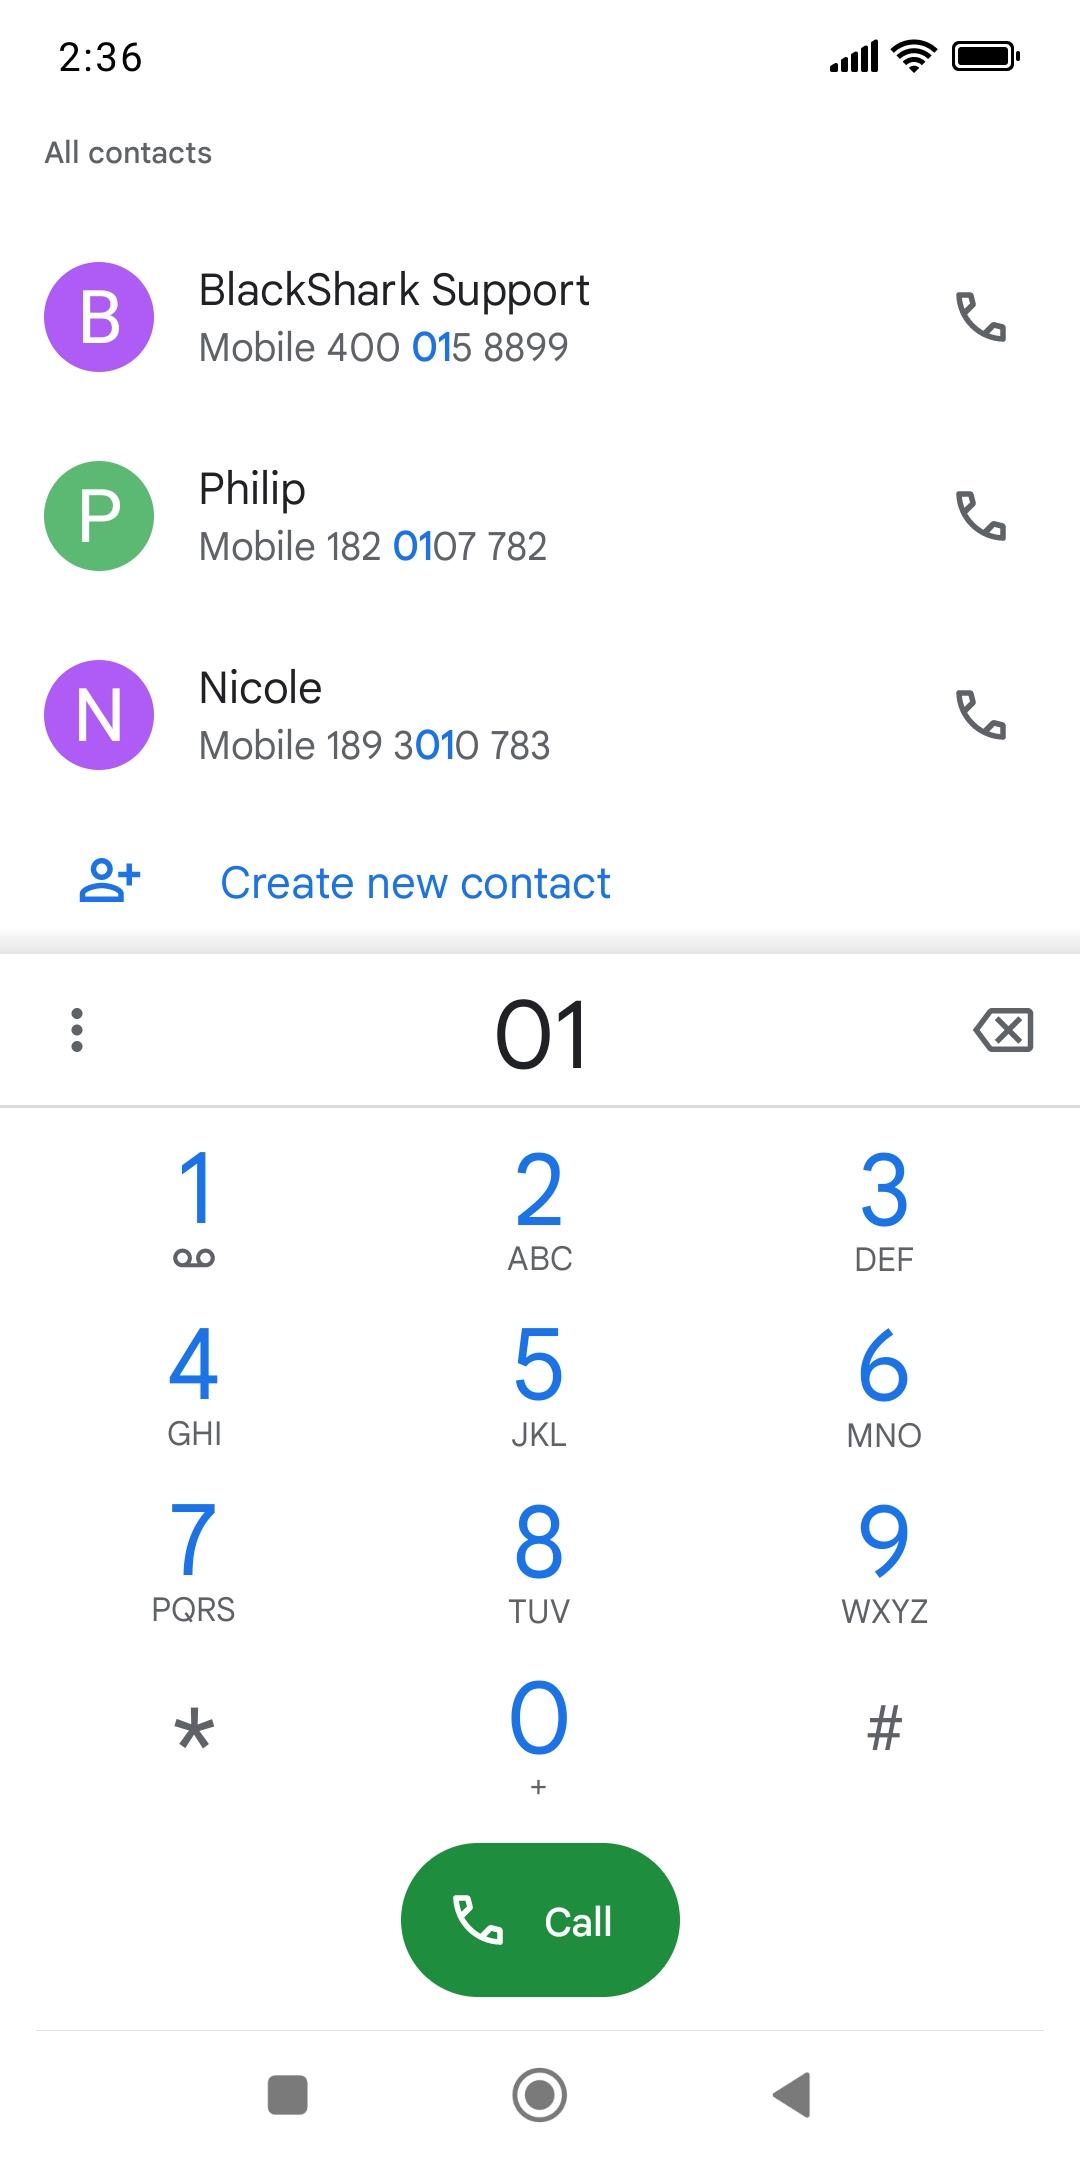 2:36
All contacts
B
BlackShark Support
Mobile 400 015 8899
P
Philip
Mobile 182 0107 782
N
Nicole
Mobile 189 3010 783
Create new contact
01
1 2 3
ABC DEF
4 5 6
GHI JKL MNO
7 8 9
PQRS TUV WXYZ
* 0 #
+
Call